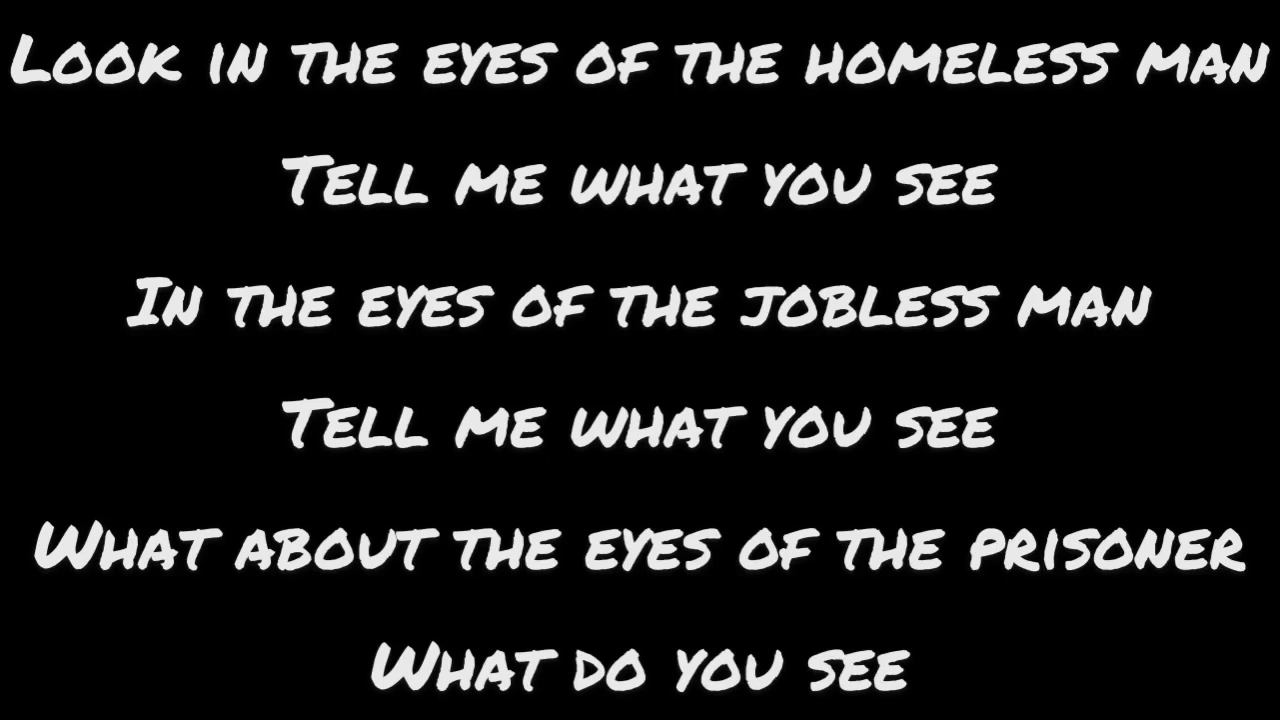 Look in the eyes of the homeless man
Tell me what you see
In the eyes of the jobless man
Tell me what you see
What about the eyes of the prisoner
What do you see